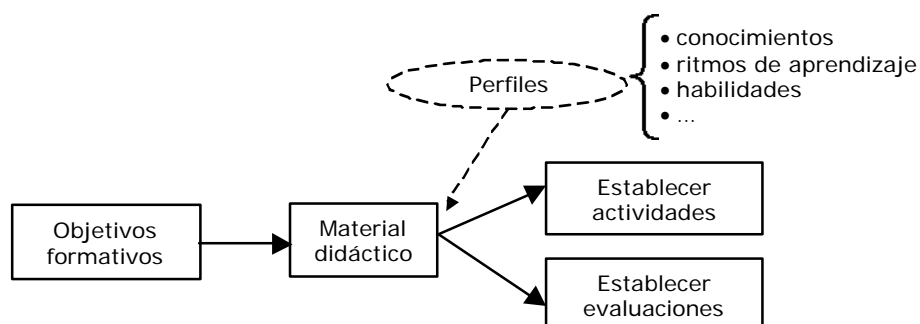 • conocimientos
• ritmos de aprendizaje
• habilidades
• ...
Perfiles
Establecer
actividades
Objetivos
formativos
Material
didáctico
Establecer
evaluaciones